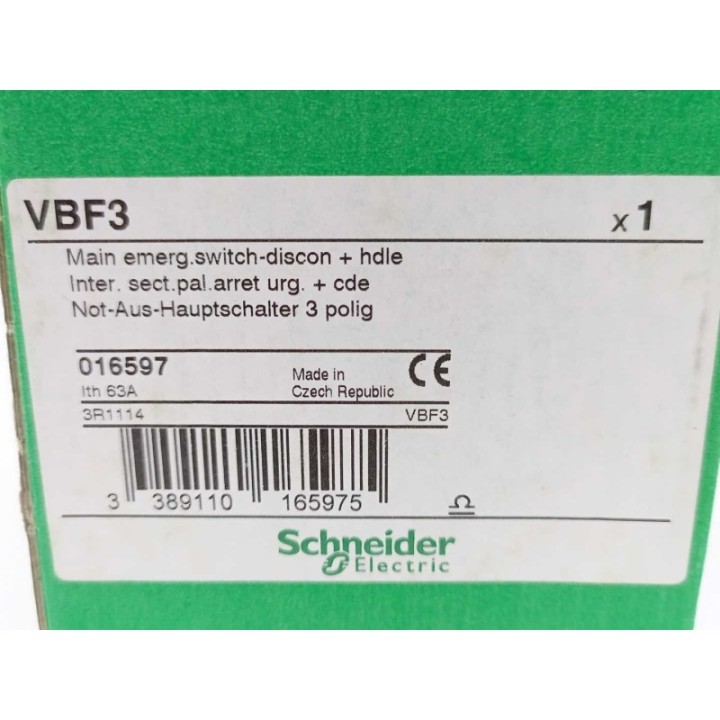 VBF3 x 1
Main emerg.switch-discon + hdle
Inter. sect.pal.arret urg. + cde
Not-Aus-Hauptschalter 3 polig
016597
Ith 63A
Made in
Czech Republic
CE
3R1114 VBF3
3 389110 165975
Schneider
Electric